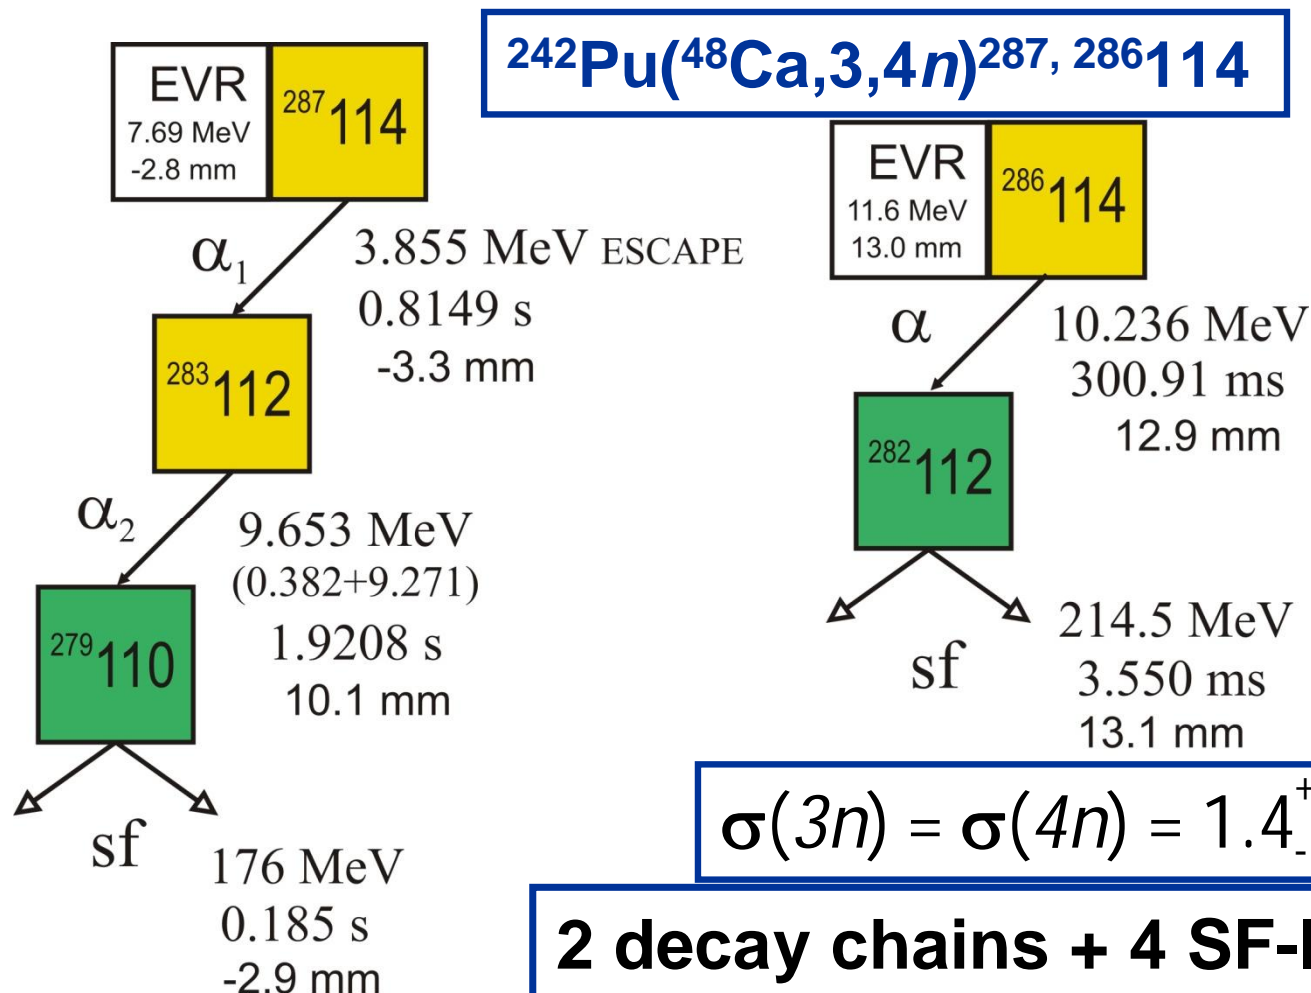 ²⁴²Pu(⁴⁸Ca,3,4n)²⁸⁷, ²⁸⁶114
EVR
7.69 MeV
-2.8 mm
²⁸⁷114
α₁
3.855 MeV ESCAPE
0.8149 s
-3.3 mm
²⁸³112
α₂
9.653 MeV
(0.382+9.271)
1.9208 s
10.1 mm
²⁷⁹110
sf
176 MeV
0.185 s
-2.9 mm
EVR
11.6 MeV
13.0 mm
²⁸⁶114
α
10.236 MeV
300.91 ms
12.9 mm
²⁸²112
sf
214.5 MeV
3.550 ms
13.1 mm
σ(3n) = σ(4n) = 1.4
2 decay chains + 4 SF-